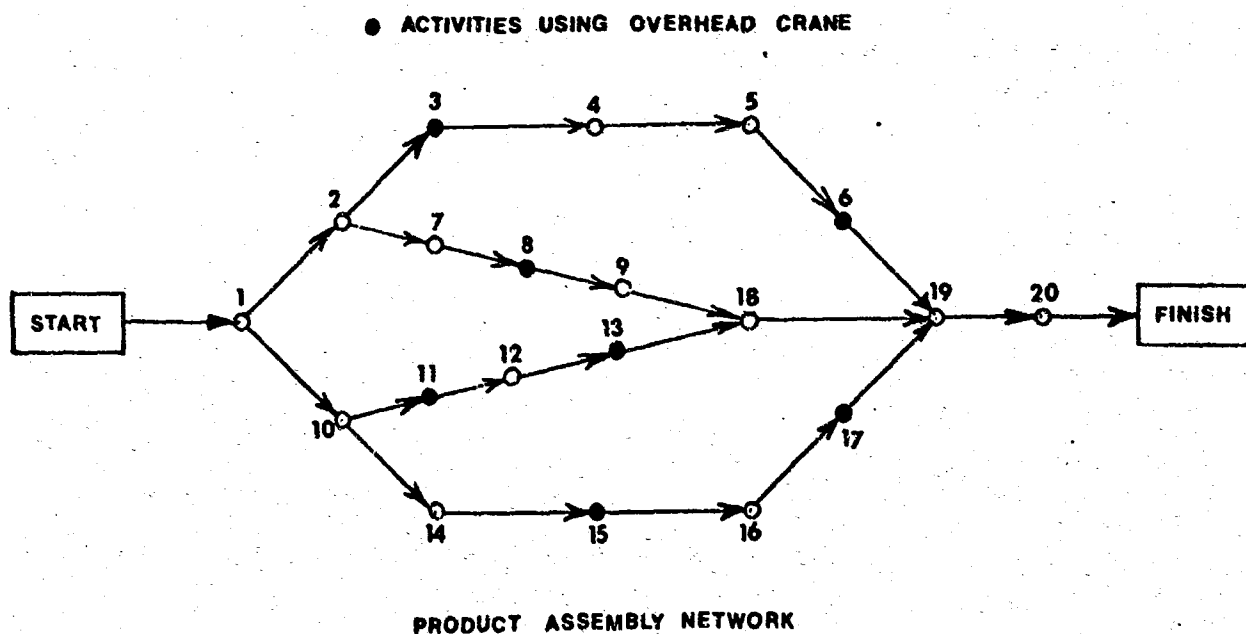 ● ACTIVITIES USING OVERHEAD CRANE
3 4 5
2 7 8 9 6
START 1 18 19 20 FINISH
11 12 13
10 17
14 15 16
PRODUCT ASSEMBLY NETWORK